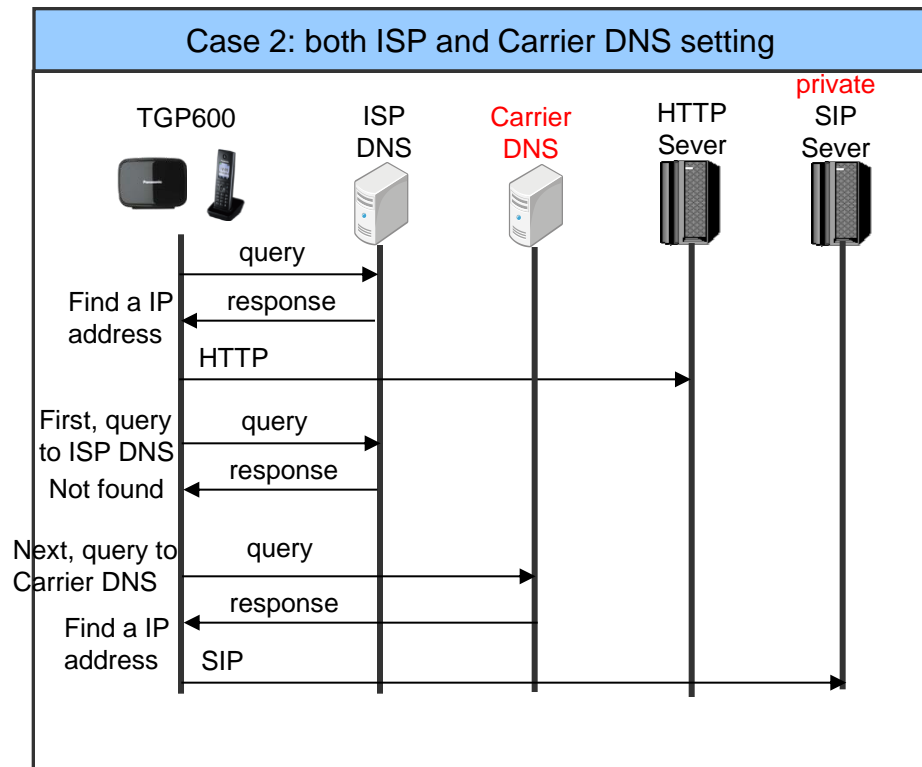 Case 2: both ISP and Carrier DNS setting
TGP600
ISP
DNS
Carrier
DNS
HTTP
Sever
private
SIP
Sever
Panasonic
query
Find a IP
address
response
HTTP
First, query
to ISP DNS
query
Not found
response
Next, query to
Carrier DNS
query
response
Find a IP
address
SIP